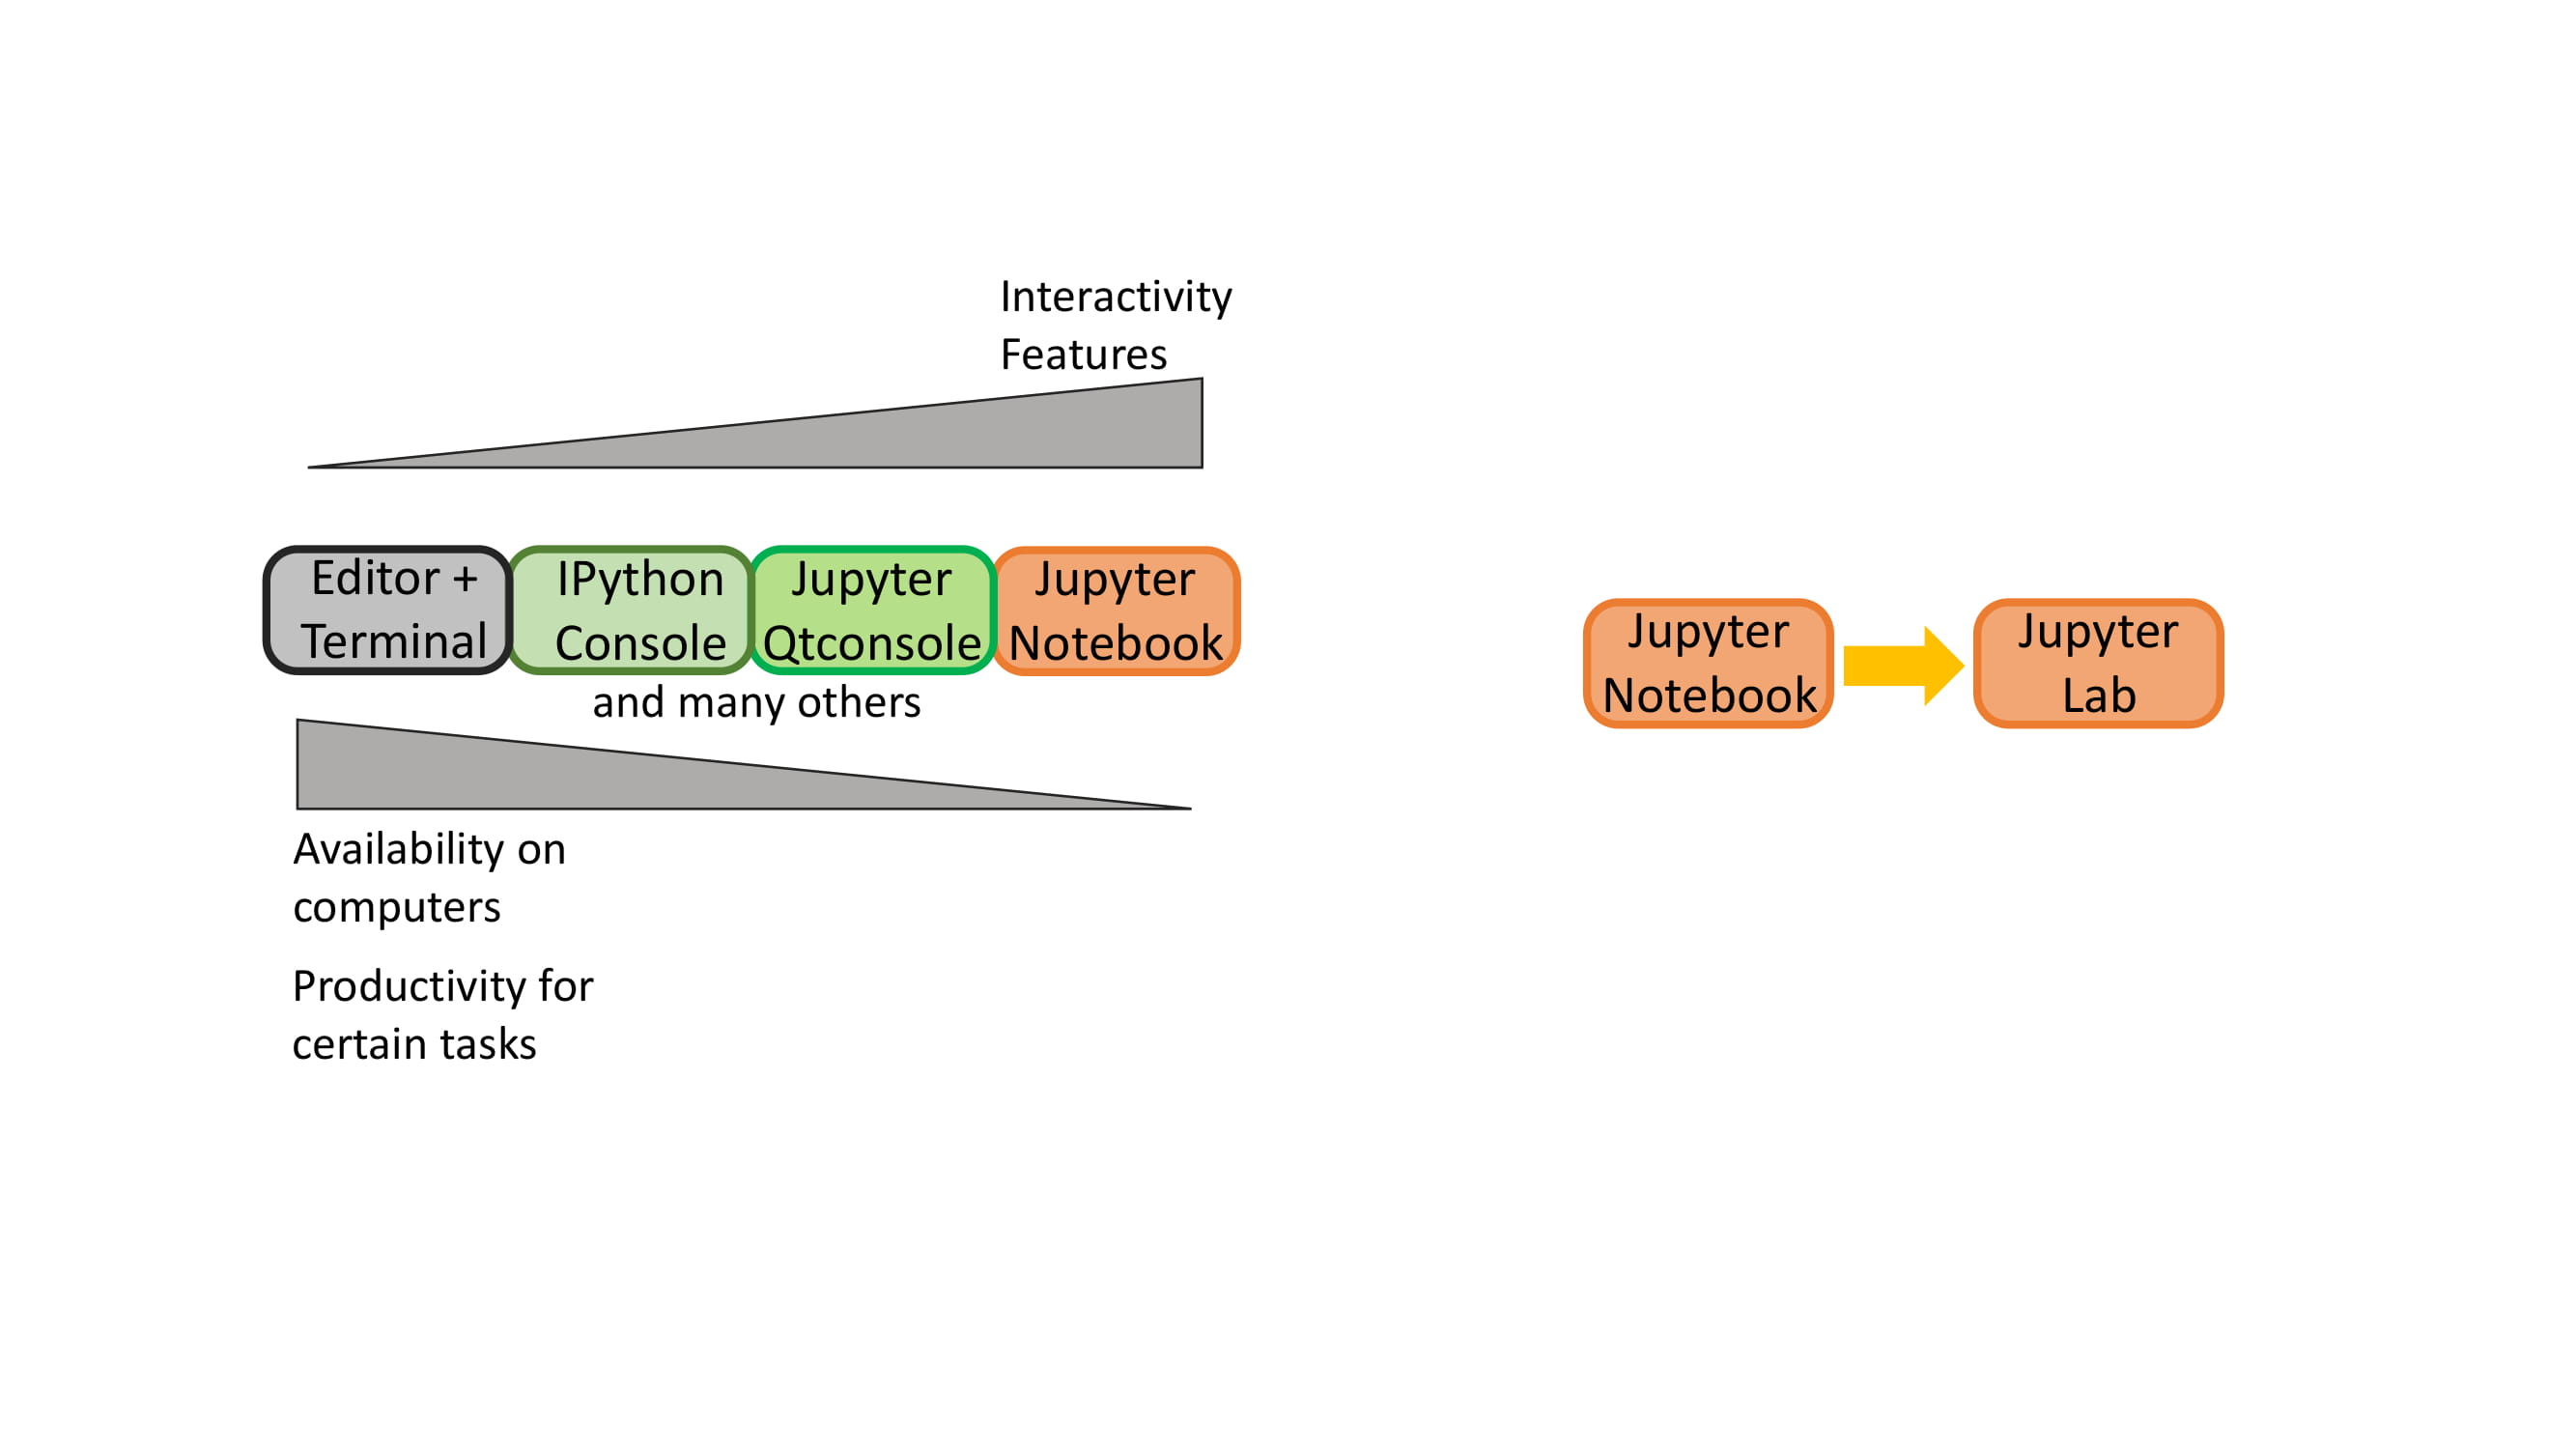 Interactivity
Features
Editor +
Terminal
IPython
Console
Jupyter
Qtconsole
Jupyter
Notebook
and many others
Availability on
computers
Productivity for
certain tasks
Jupyter
Notebook
Jupyter
Lab